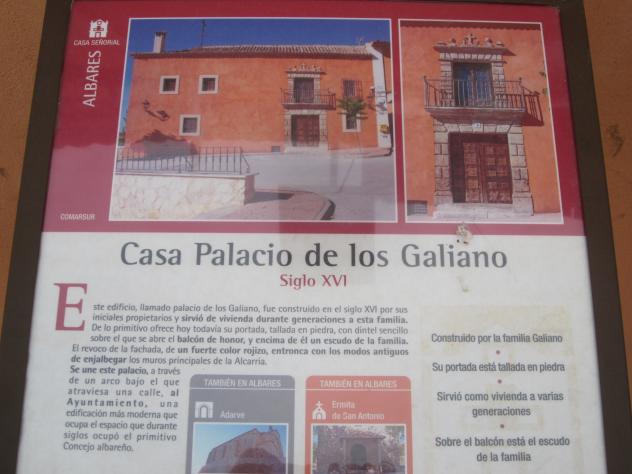 CASA SEÑORIAL
ALBARES
COMARSUR
Casa Palacio de los Galiano
Siglo XVI
Este edificio, llamado palacio de los Galiano, fue construido en el siglo XVI por sus
iniciales propietarios y sirvió de vivienda durante generaciones a esta familia.
De lo primitivo ofrece hoy todavía su portada, tallada en piedra, con dintel sencillo
sobre el que se abre el balcón de honor, y encima de él un escudo de la familia.
El revoco de la fachada, de un fuerte color rojizo, entronca con los modos antiguos
de enjalbegar los muros principales de la Alcarria.
Se une este palacio, a través
de un arco bajo el que
atraviesa una calle, al
Ayuntamiento, una
edificación más moderna que
ocupa el espacio que durante
siglos ocupó el primitivo
Concejo albareño.
TAMBIÉN EN ALBARES
Adarve
TAMBIÉN EN ALBARES
Ermita
de San Antonio
Construido por la familia Galiano
•
Su portada está tallada en piedra
•
Sirvió como vivienda a varias
generaciones
•
Sobre el balcón está el escudo
de la familia